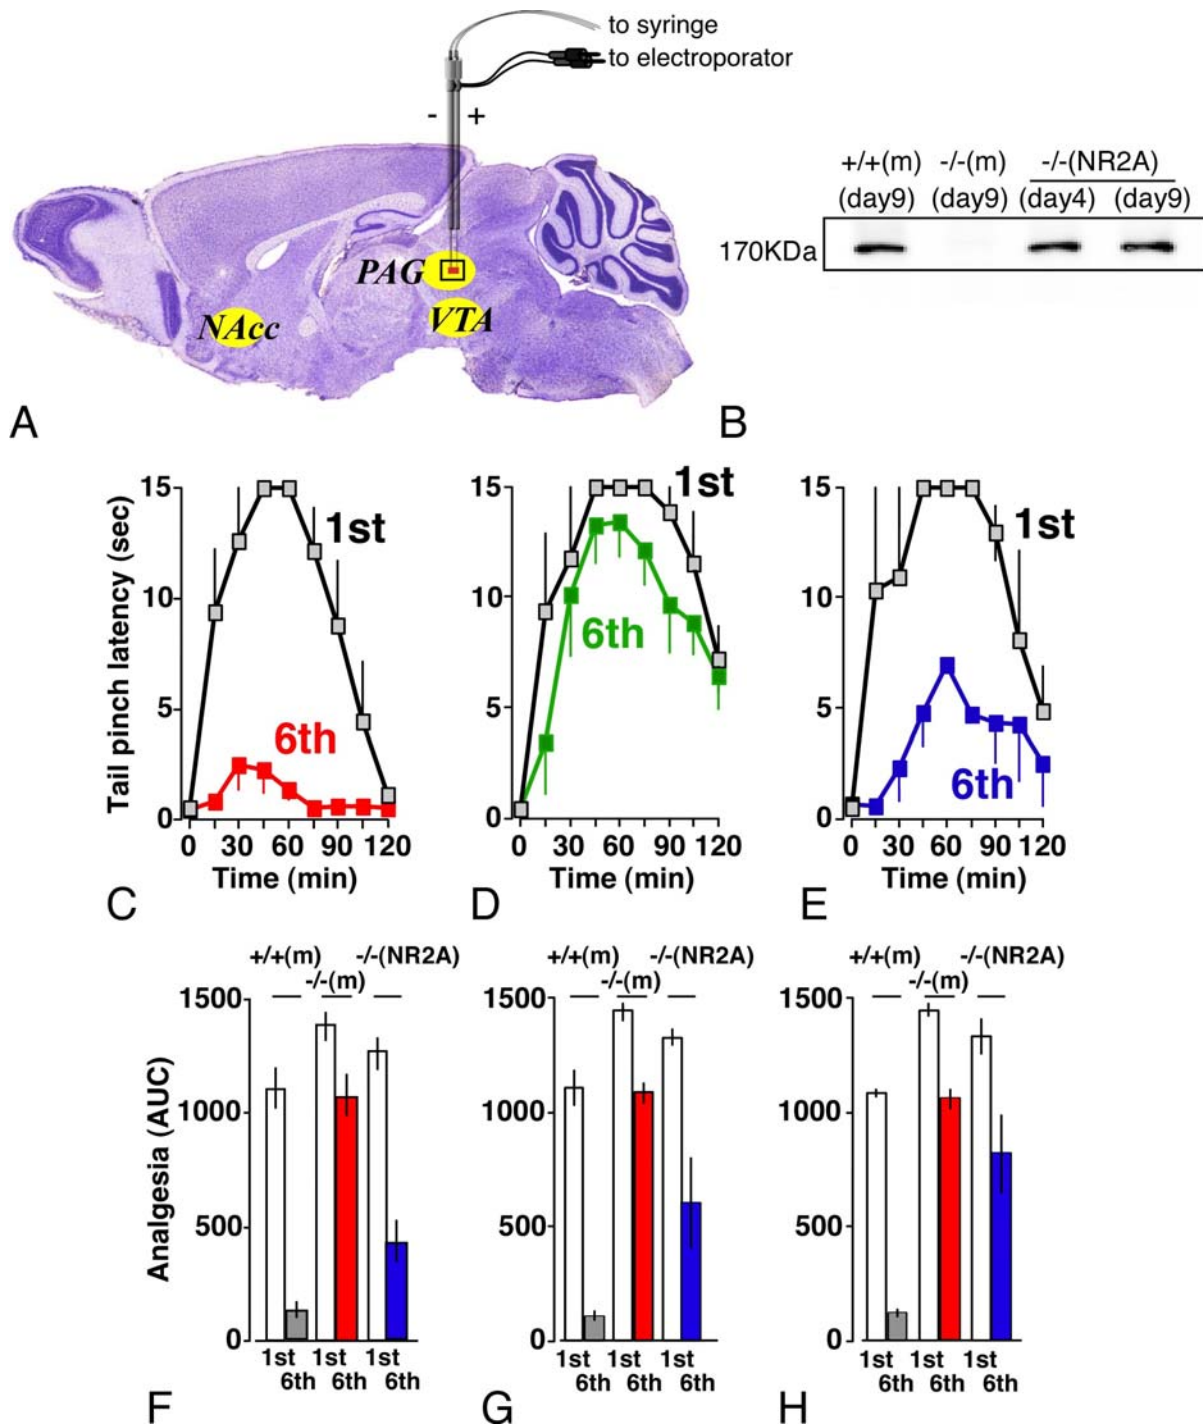 to syringe
to electroporator
- +
PAG
NAcc
VTA
A
+/+(m) -/-(m) -/-(NR2A)
(day9) (day9) (day4) (day9)
170KDa
B
Tail pinch latency (sec)
15
10
5
0
1st
6th
0 30 60 90 120
Time (min)
C
15
10
5
0
1st
6th
0 30 60 90 120
Time (min)
D
15
10
5
0
1st
6th
0 30 60 90 120
Time (min)
E
Analgesia (AUC)
+/+(m) -/-(NR2A)
-/-(m)
1500
1000
500
0
1st 1st 1st
6th 6th 6th
F
+/+(m) -/-(NR2A)
-/-(m)
1500
1000
500
0
1st 1st 1st
6th 6th 6th
G
+/+(m) -/-(NR2A)
-/-(m)
1500
1000
500
0
1st 1st 1st
6th 6th 6th
H